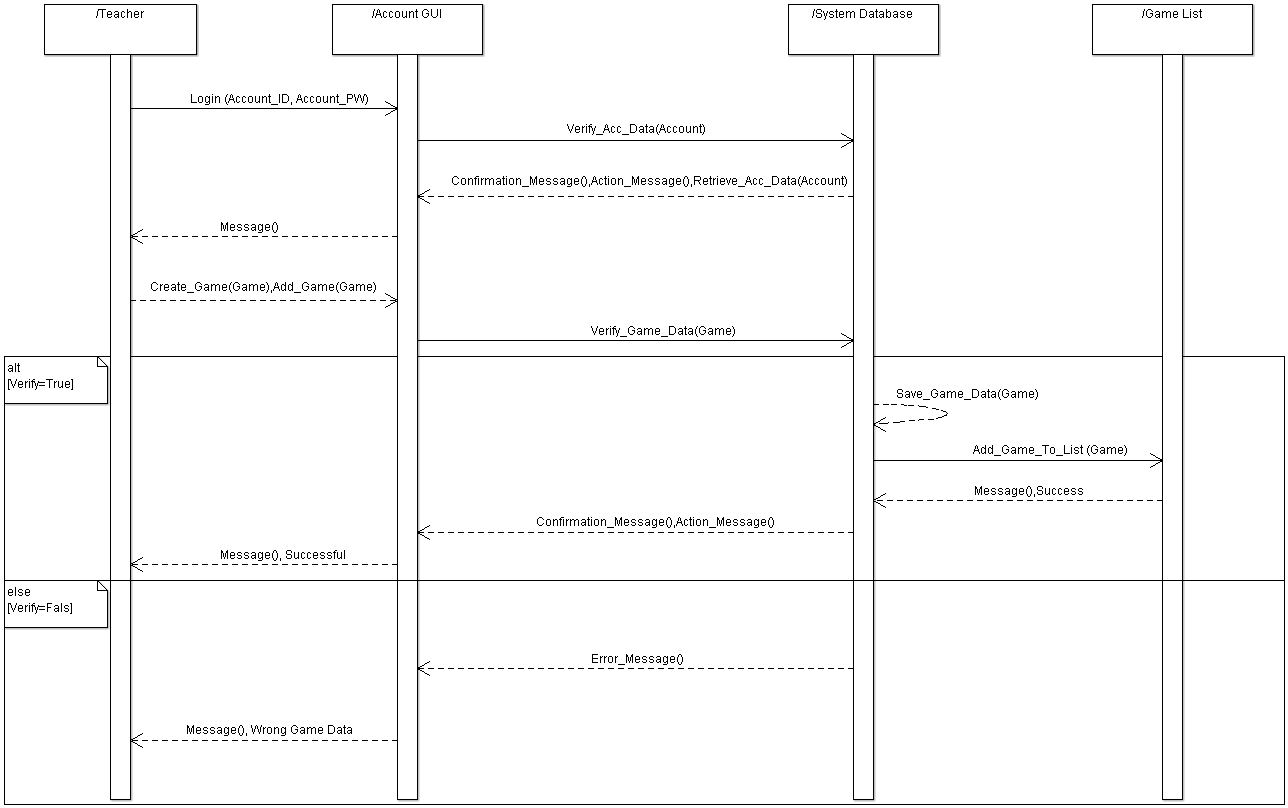 /Teacher
/Account GUI
/System Database
/Game List
Login (Account_ID, Account_PW)
Verify_Acc_Data(Account)
Confirmation_Message(),Action_Message(),Retrieve_Acc_Data(Account)
Message()
Create_Game(Game),Add_Game(Game)
Verify_Game_Data(Game)
alt
[Verify=True]
Save_Game_Data(Game)
Add_Game_To_List (Game)
Message(),Success
Confirmation_Message(),Action_Message()
Message(), Successful
else
[Verify=Fals]
Error_Message()
Message(), Wrong Game Data